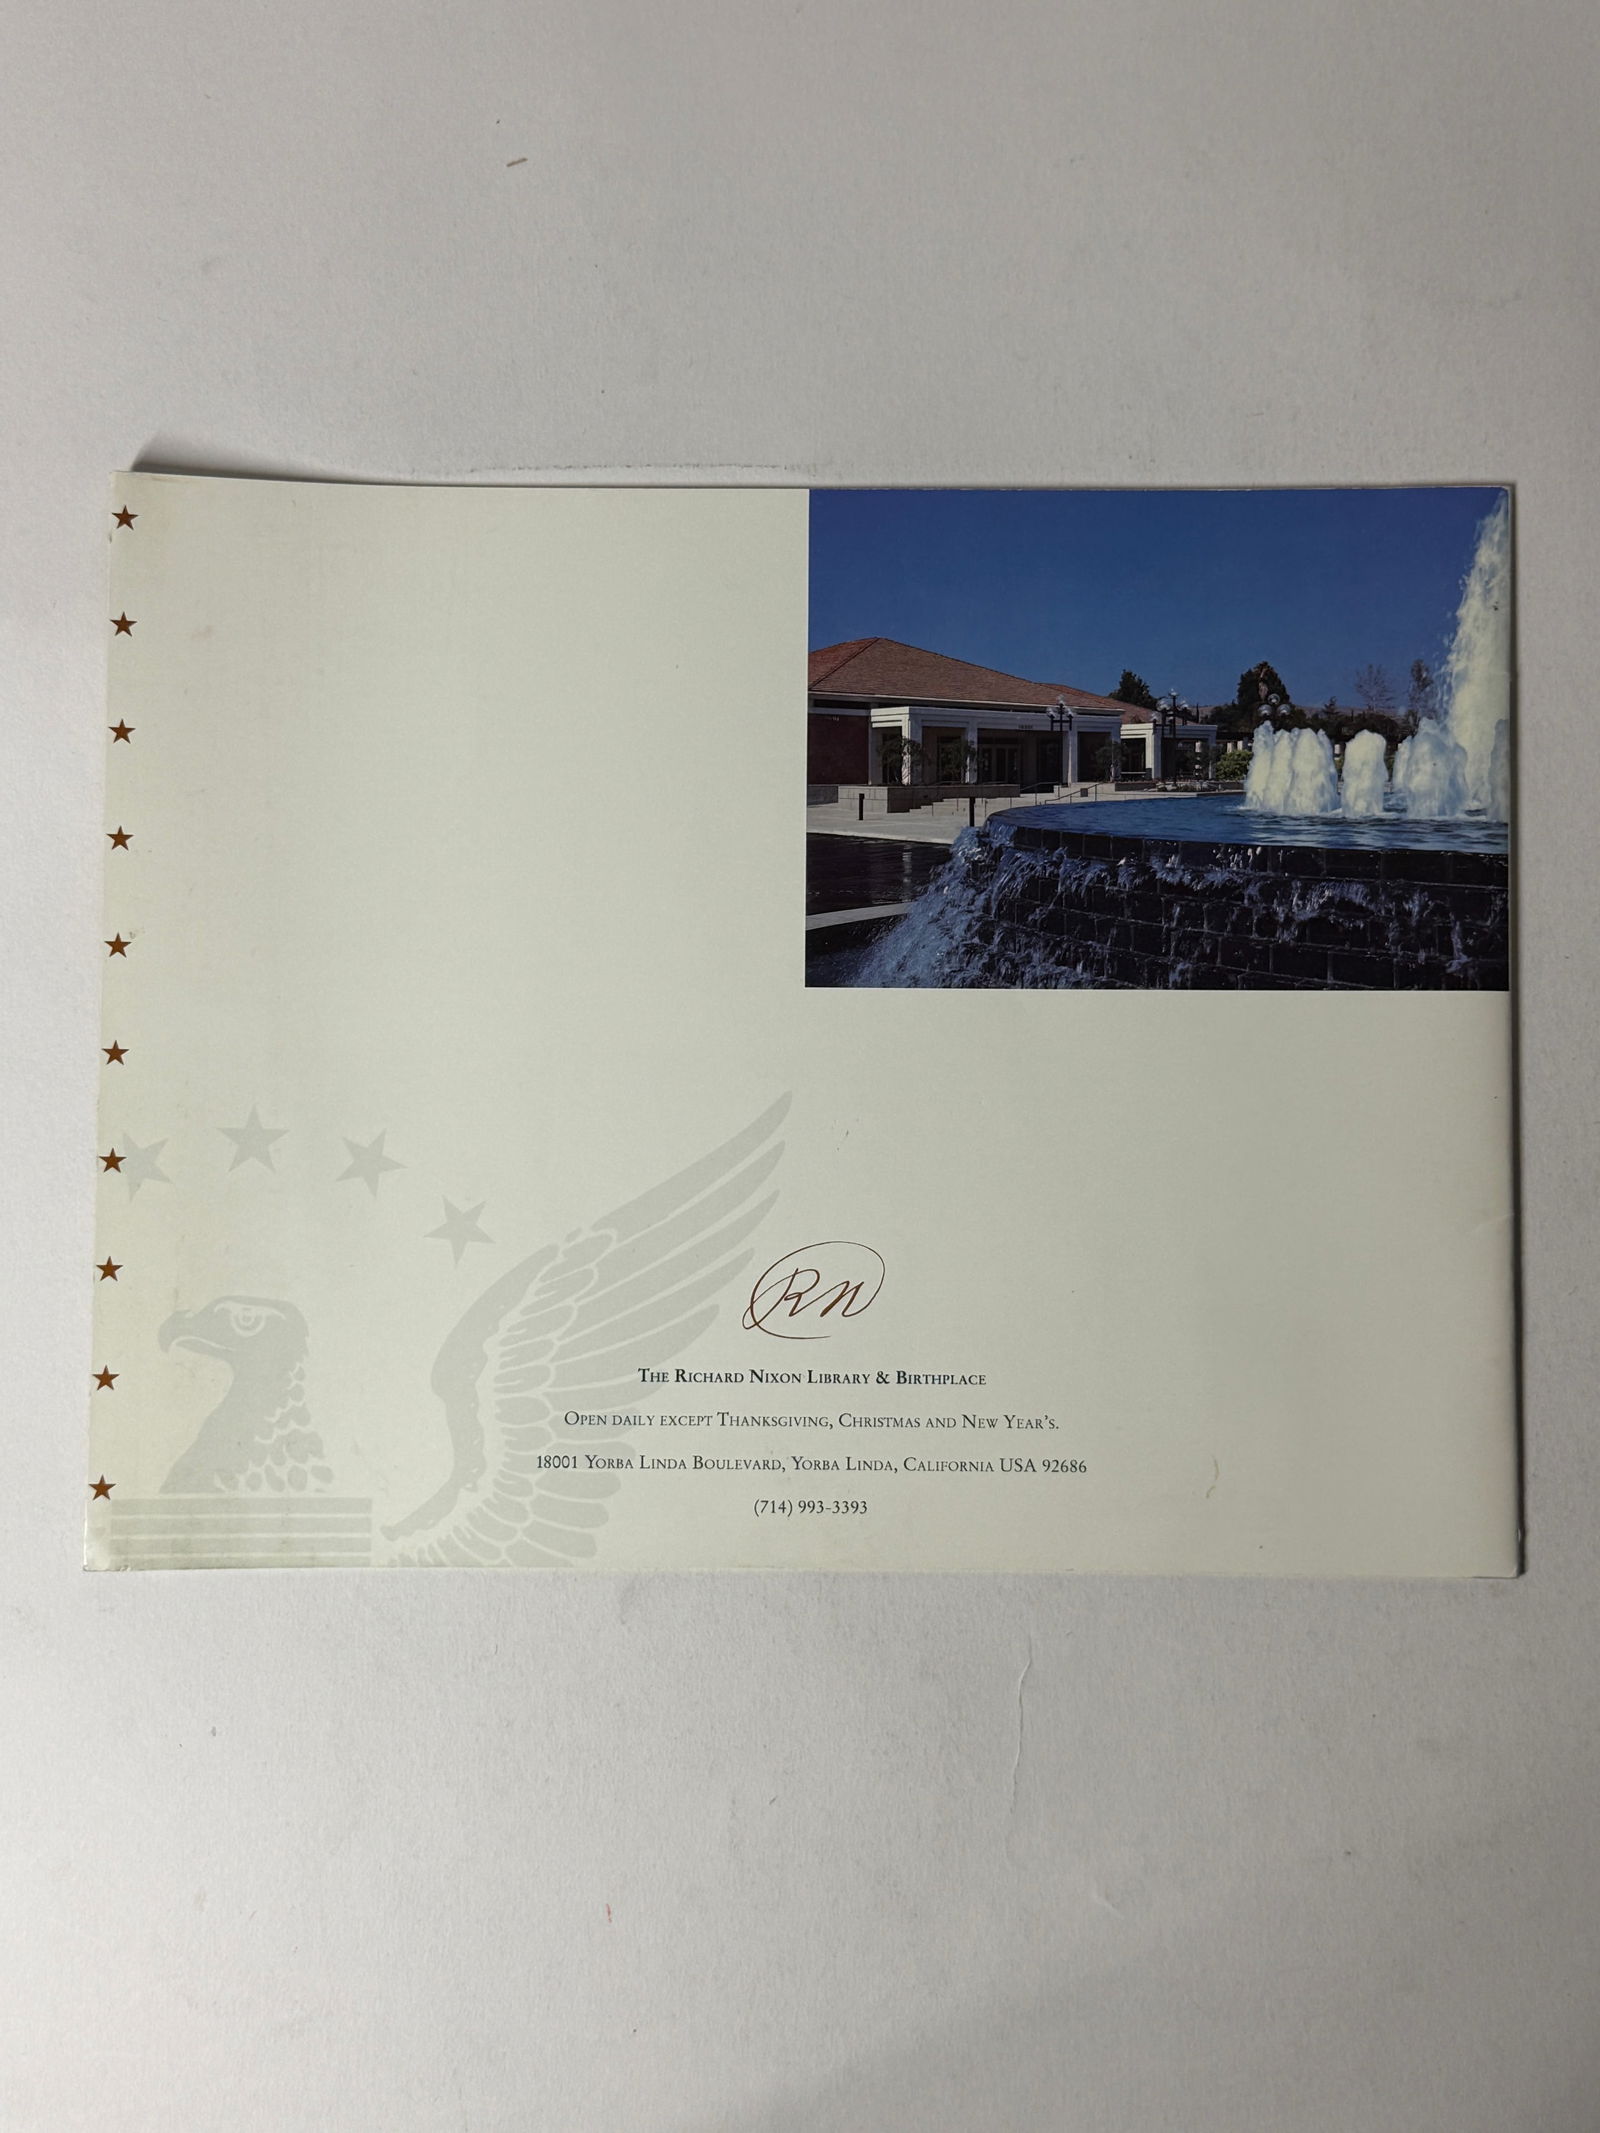 RN
The Richard Nixon Library & Birthplace
Open daily except Thanksgiving, Christmas and New Year's.
18001 Yorba Linda Boulevard, Yorba Linda, California USA 92686
(714) 993-3393